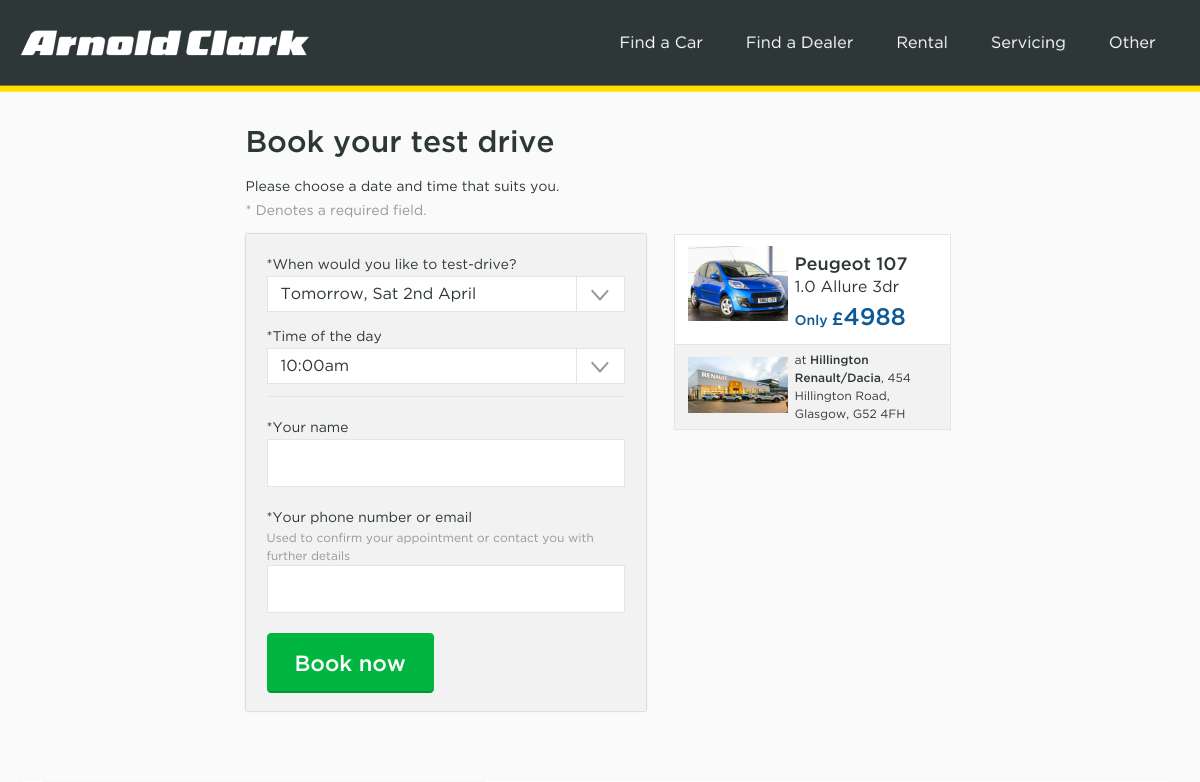 Arnold Clark
Find a Car
Find a Dealer
Rental
Servicing
Other
Book your test drive
Please choose a date and time that suits you.
* Denotes a required field.
*When would you like to test-drive?
Tomorrow, Sat 2nd April
*Time of the day
10:00am
*Your name
*Your phone number or email
Used to confirm your appointment or contact you with
further details
Book now
Peugeot 107
1.0 Allure 3dr
Only £4988
RENAULT
at Hillington
Renault/Dacia, 454
Hillington Road,
Glasgow, G52 4FH